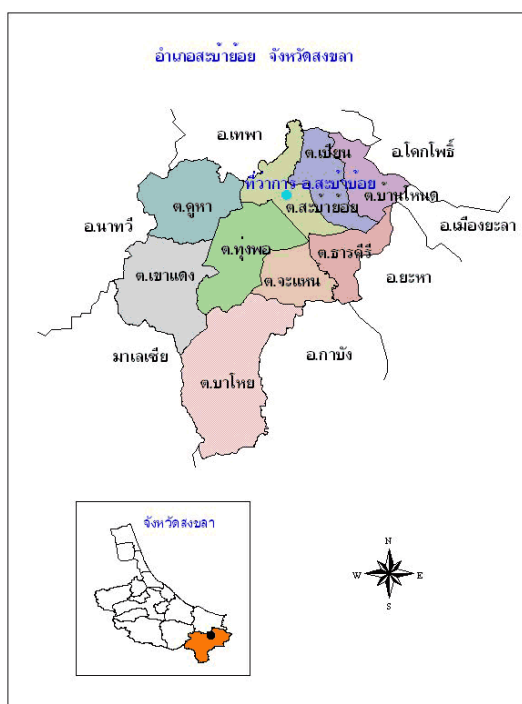 อำเภอสะบ้าย้อย จังหวัดสงขลา
อ.เทพา
ต.เปียน
อ.โคกโพธิ์
ที่ว่าการ อ.สะบ้าย้อย
ต.บ้านโหนด
ต.คูหา
ต.สะบ้าย้อย
อ.นาทวี
อ.เมืองยะลา
ต.ทุ่งพอ
ต.ธารคีรี
ต.เขาแดง
ต.จะแหน
อ.ยะหา
มาเลเซีย
อ.กาบัง
ต.บาโหย
จังหวัดสงขลา
N
W E
S